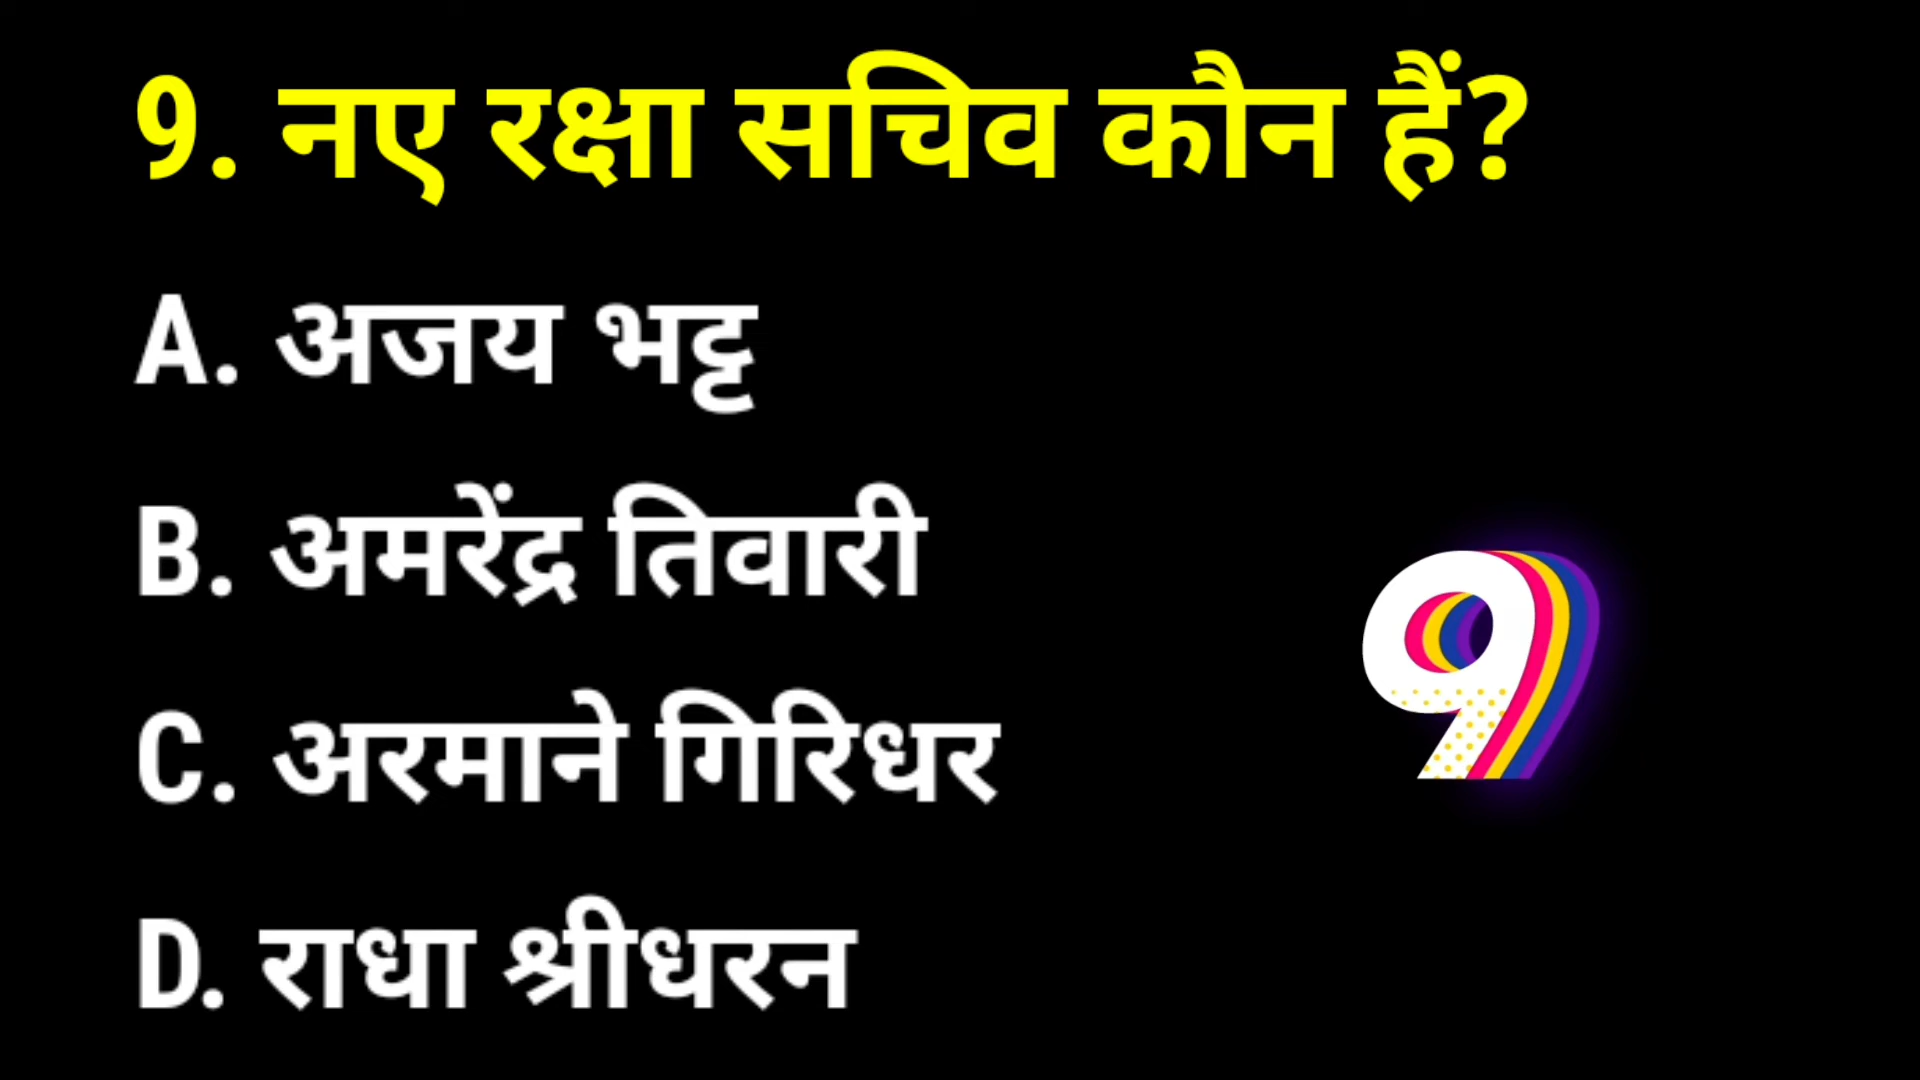 9. नए रक्षा सचिव कौन हैं?
A. अजय भट्ट
B. अमरेंद्र तिवारी
C. अरमाने गिरिधर
D. राधा श्रीधरन
9